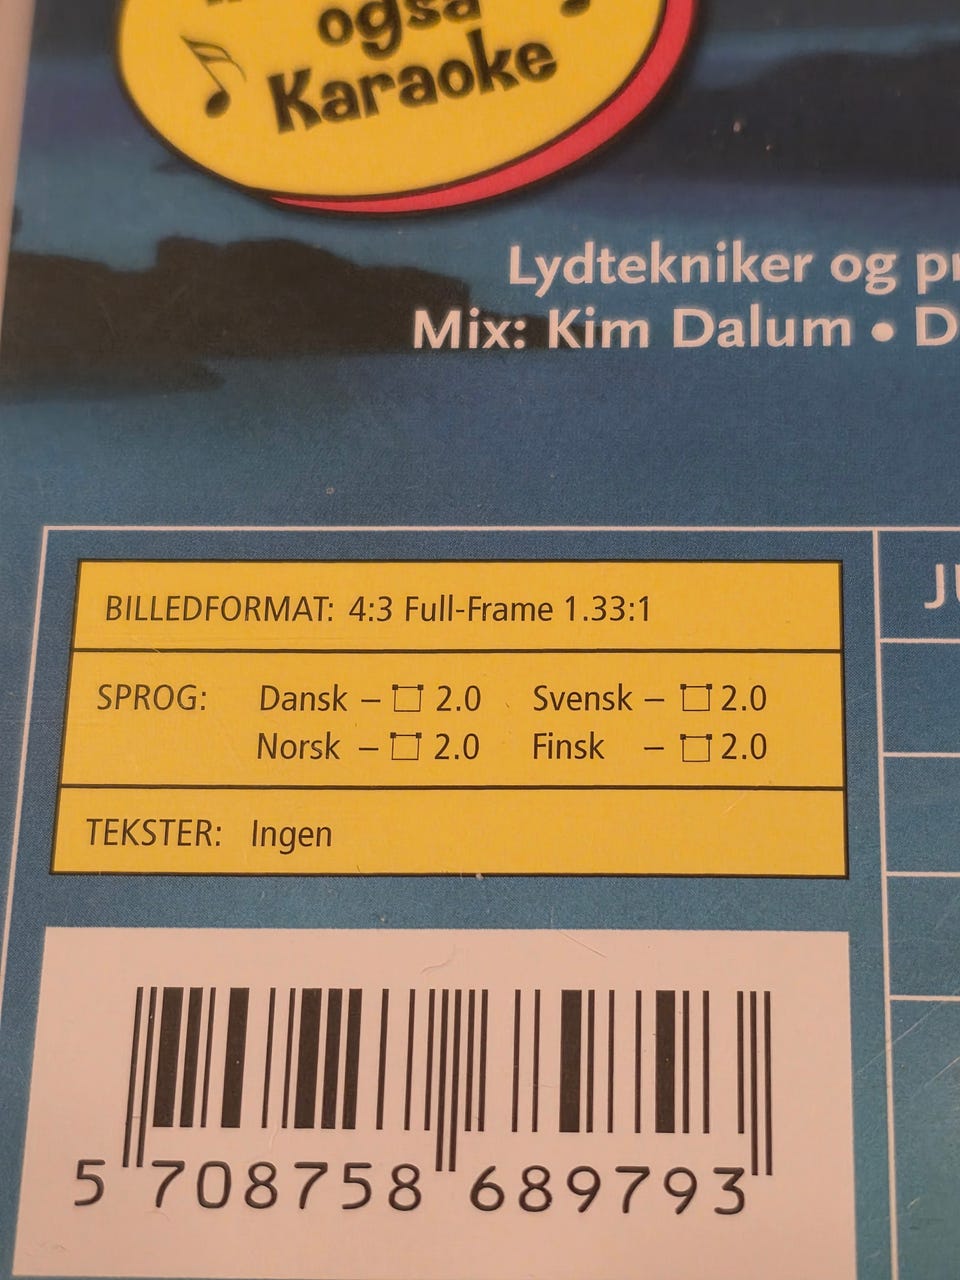 også
Karaoke
Lydtekniker og
Mix: Kim Dalum •
BILLEDFORMAT: 4:3 Full-Frame 1.33:1
SPROG: Dansk – 2.0 Svensk – 2.0
Norsk – 2.0 Finsk – 2.0
TEKSTER: Ingen
5 708758 689793